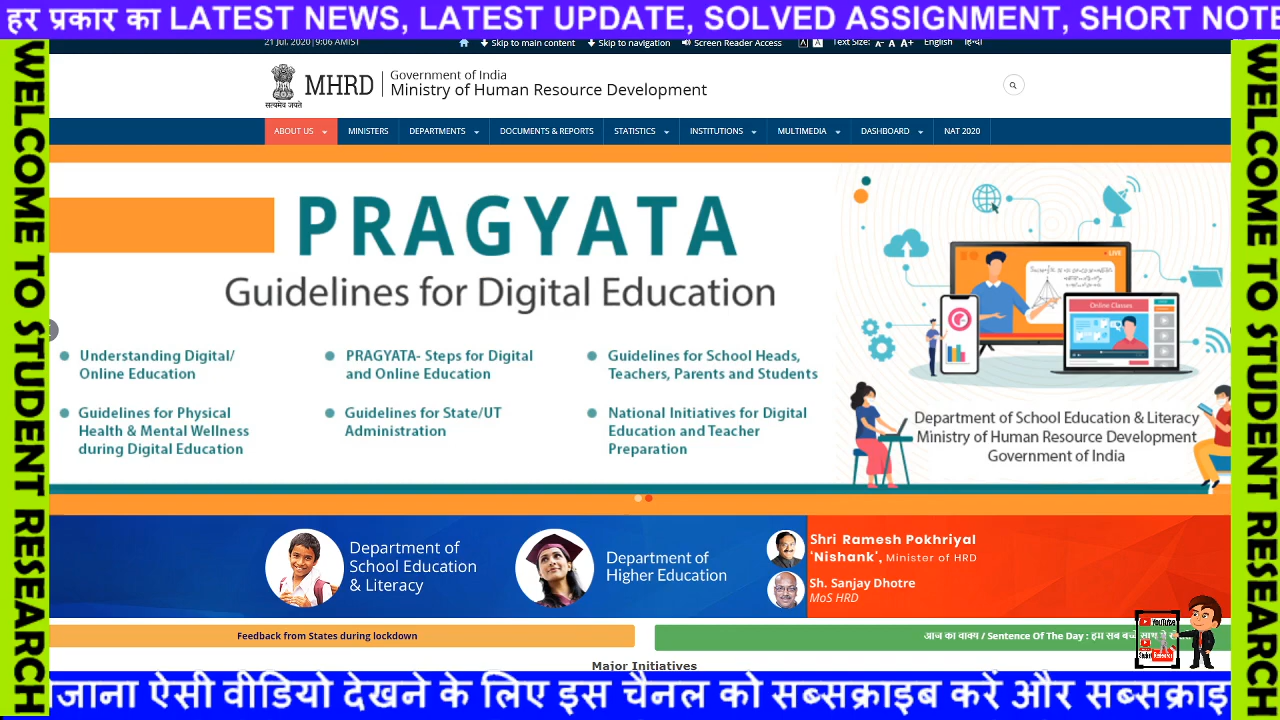 हर प्रकार का LATEST NEWS, LATEST UPDATE, SOLVED ASSIGNMENT, SHORT NOTE
WELCOME TO STUDENT RESEARCH
21 Jul, 2020|9:06 AMIST
Skip to main content
Skip to navigation
Screen Reader Access
A
A
Text Size:
A-
A
A+
English
हिन्दी
सत्यमेव जयते
MHRD
Government of India
Ministry of Human Resource Development
ABOUT US
MINISTERS
DEPARTMENTS
DOCUMENTS & REPORTS
STATISTICS
INSTITUTIONS
MULTIMEDIA
DASHBOARD
NAT 2020
PRAGYATA
Guidelines for Digital Education
Understanding Digital/
Online Education
PRAGYATA- Steps for Digital
and Online Education
Guidelines for School Heads,
Teachers, Parents and Students
Guidelines for Physical
Health & Mental Wellness
during Digital Education
Guidelines for State/UT
Administration
National Initiatives for Digital
Education and Teacher
Preparation
LIVE
Online Classes
Department of School Education & Literacy
Ministry of Human Resource Development
Government of India
Department of
School Education
& Literacy
Department of
Higher Education
Shri Ramesh Pokhriyal
'Nishank', Minister of HRD
Sh. Sanjay Dhotre
MoS HRD
Feedback from States during lockdown
आज का वाक्य / Sentence Of The Day : हम सब बच्चे साथ
YouTube
Research
Major Initiatives
जाना ऐसी वीडियो देखने के लिए इस चैनल को सब्सक्राइब करें और सब्सक्राइ
WELCOME TO STUDENT RESEARCH